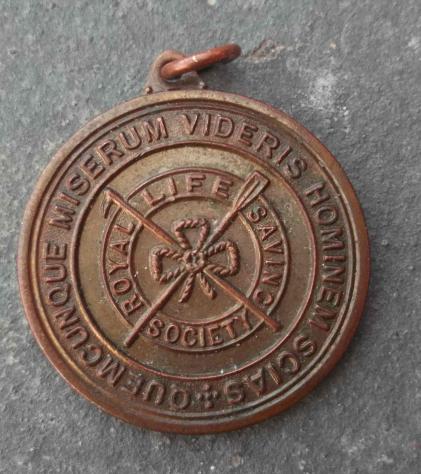 QUEMCUNQUE MISERUM VIDERIS HOMINEM SCIAS
ROYAL LIFE SAVING SOCIETY